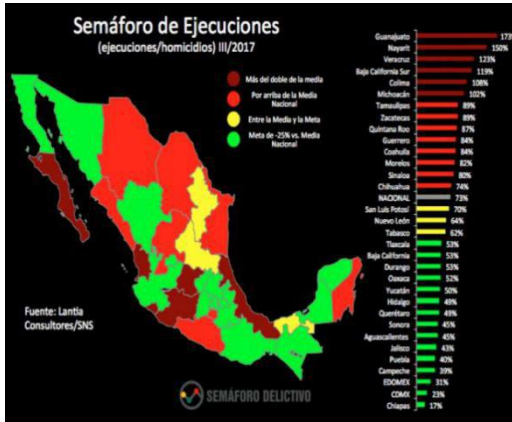 Semáforo de Ejecuciones
(ejecuciones/homicidios) III/2017
Más del doble de la media
Por arriba de la Media
Nacional
Entre la Media y la Meta
Meta de -25% vs. Media
Nacional
Guanajuato 173%
Nayarit 150%
Veracruz 123%
Baja California Sur 119%
Colima 108%
Michoacán 102%
Tamaulipas 89%
Zacatecas 89%
Quintana Roo 87%
Guerrero 84%
Coahuila 84%
Morelos 82%
Sinaloa 80%
Chihuahua 74%
NACIONAL 73%
San Luis Potosí 70%
Nuevo León 64%
Tabasco 62%
Tlaxcala 53%
Baja California 53%
Durango 53%
Oaxaca 52%
Yucatán 50%
Hidalgo 49%
Querétaro 49%
Sonora 45%
Aguascalientes 45%
Jalisco 43%
Puebla 40%
Campeche 39%
EDOMEX 31%
CDMX 23%
Chiapas 17%
Fuente: Lantia
Consultores/SNS
SEMÁFORO DELICTIVO